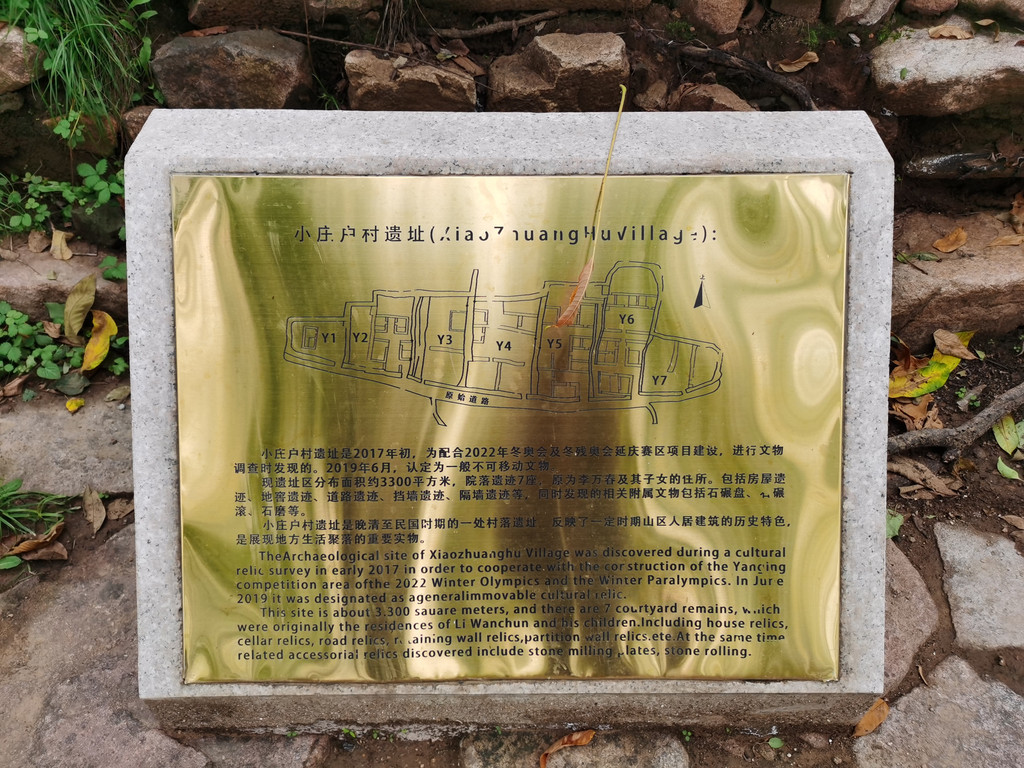 小庄户村遗址(XiaoZhuangHuVillage):
上
Y1 Y2 Y3 Y4 Y5 Y6 Y7
原始道路
小庄户村遗址是2017年初，为配合2022年冬奥会及冬残奥会延庆赛区项目建设，进行文物
调查时发现的。2019年6月，认定为一般不可移动文物。
现遗址区分布面积约3300平方米，院落遗迹7座，原为李万春及其子女的住所。包括房屋遗
迹、地窖遗迹、道路遗迹、挡墙遗迹、隔墙遗迹等，同时发现的相关附属文物包括石碾盘、石碾
滚、石磨等。
小庄户村遗址是晚清至民国时期的一处村落遗址，反映了一定时期山区人居建筑的历史特色，
是展现地方生活聚落的重要实物。
TheArchaeological site of Xiaozhuanghu Village was discovered during a cultural
relic survey in early 2017 in order to cooperate with the construction of the Yanqing
competition area ofthe 2022 Winter Olympics and the Winter Paralympics. In June
2019 it was designated as ageneralimmovable cultural relic.
This site is about 3.300 sauare meters, and there are 7 courtyard remains, which
were originally the residences of Li Wanchun and his children.Including house relics,
cellar relics, road relics, retaining wall relics,partition wall relics.ete.At the same time
related accessorial relics discovered include stone milling plates, stone rolling.